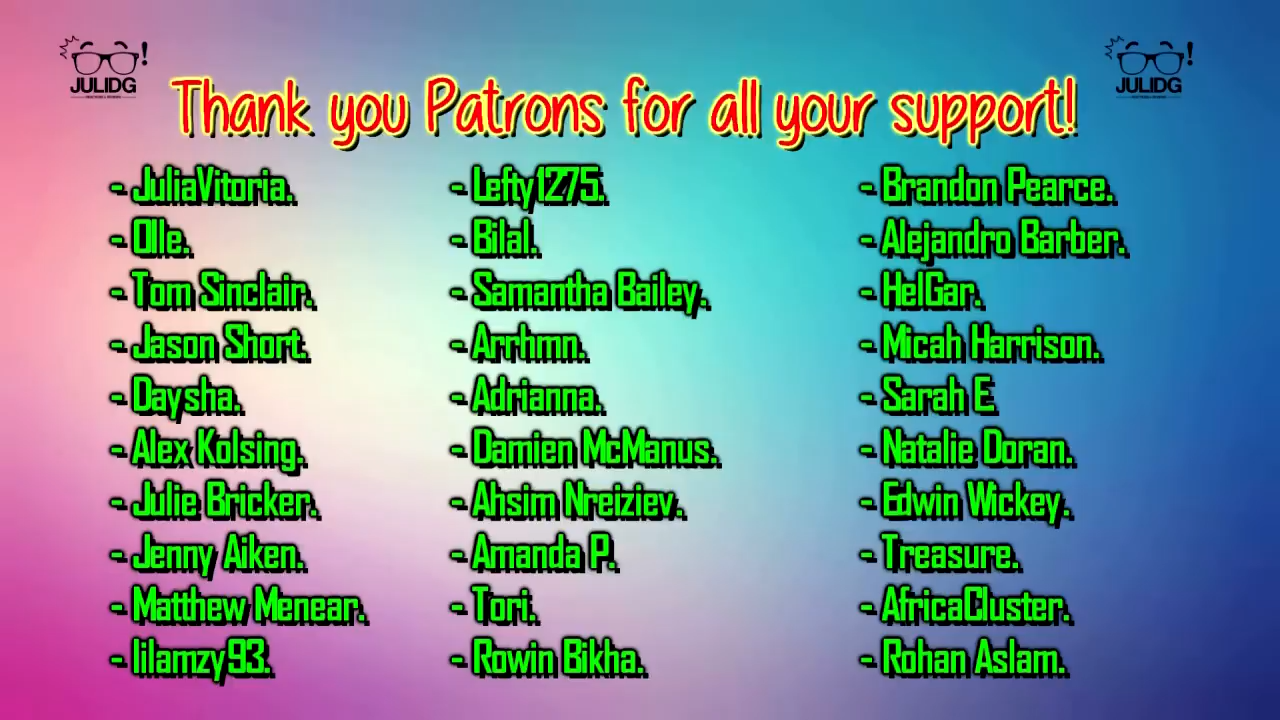 JULIDG
JULIDG
Thank you Patrons for all your support!
- JuliaVitoria.
- Olle.
- Tom Sinclair.
- Jason Short.
- Daysha.
- Alex Kolsing.
- Julie Bricker.
- Jenny Aiken.
- Matthew Menear.
- lilamzy93.
- Lefty1275.
- Bilal.
- Samantha Bailey.
- Arrhmn.
- Adrianna.
- Damien McManus.
- Ahsim Nreiziev.
- Amanda P.
- Tori.
- Rowin Bikha.
- Brandon Pearce.
- Alejandro Barber.
- HelGar.
- Micah Harrison.
- Sarah E.
- Natalie Doran.
- Edwin Wickey.
- Treasure.
- AfricaCluster.
- Rohan Aslam.